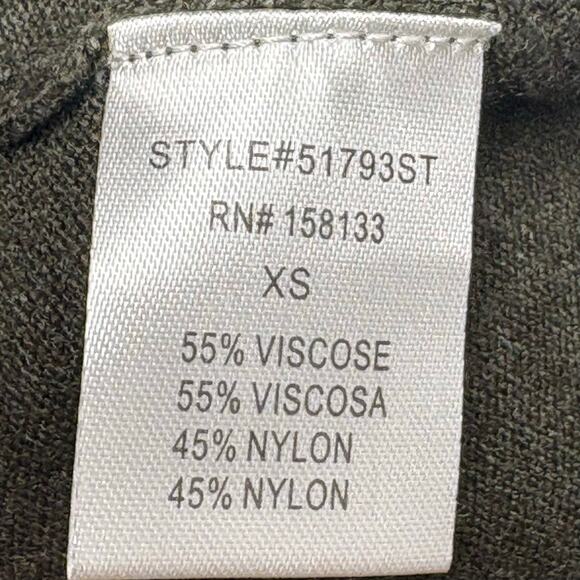 STYLE#51793ST
RN# 158133
XS
55% VISCOSE
55% VISCOSA
45% NYLON
45% NYLON